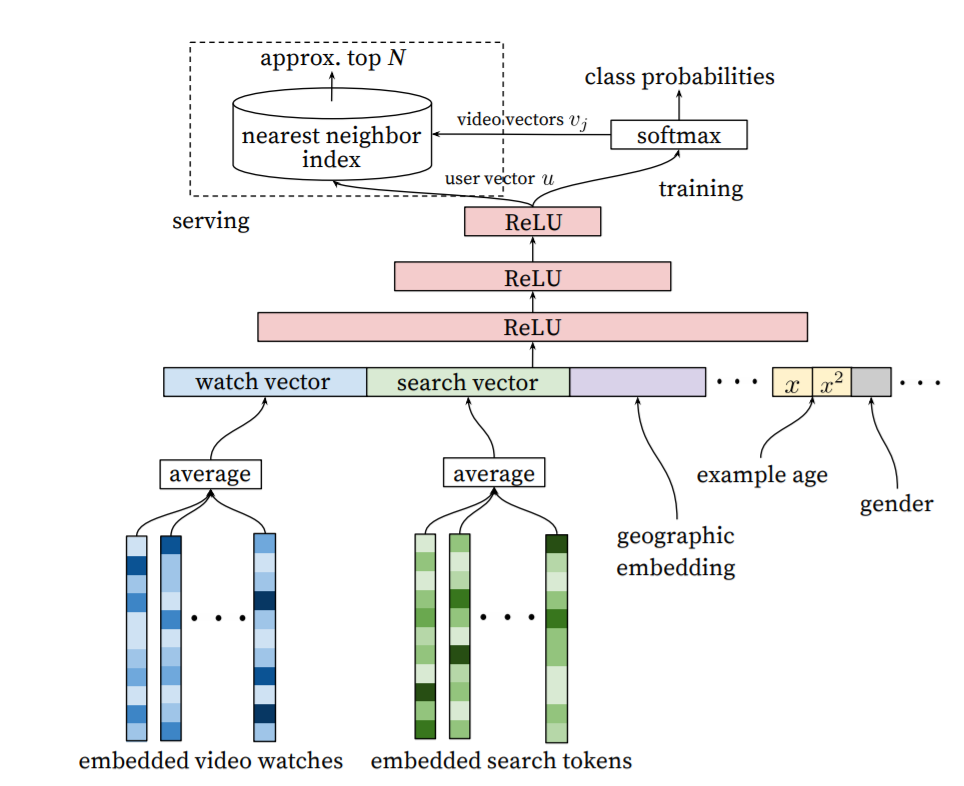 approx. top N
class probabilities
nearest neighbor
index
video vectors v_j
softmax
user vector u
training
serving
ReLU
ReLU
ReLU
watch vector
search vector
x
x²
average
average
example age
gender
geographic
embedding
embedded video watches
embedded search tokens